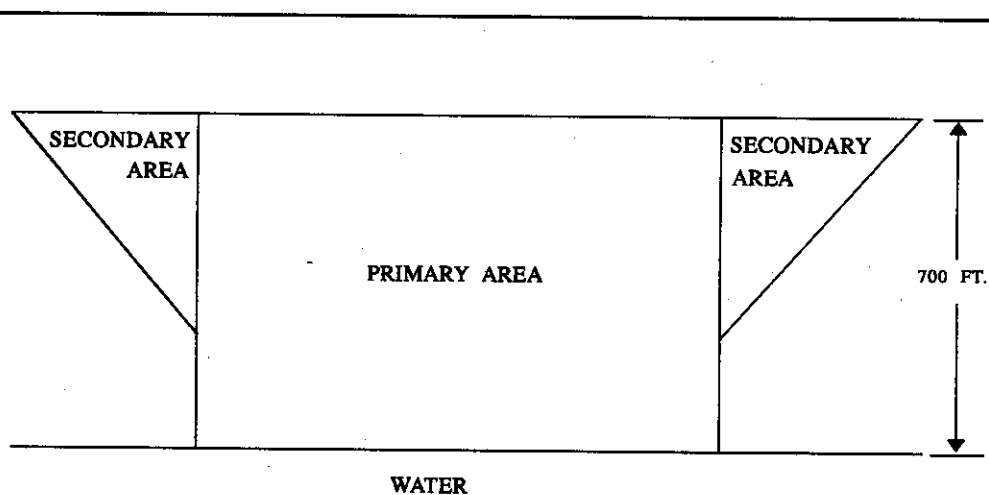 SECONDARY
AREA
SECONDARY
AREA
PRIMARY AREA
700 FT.
WATER